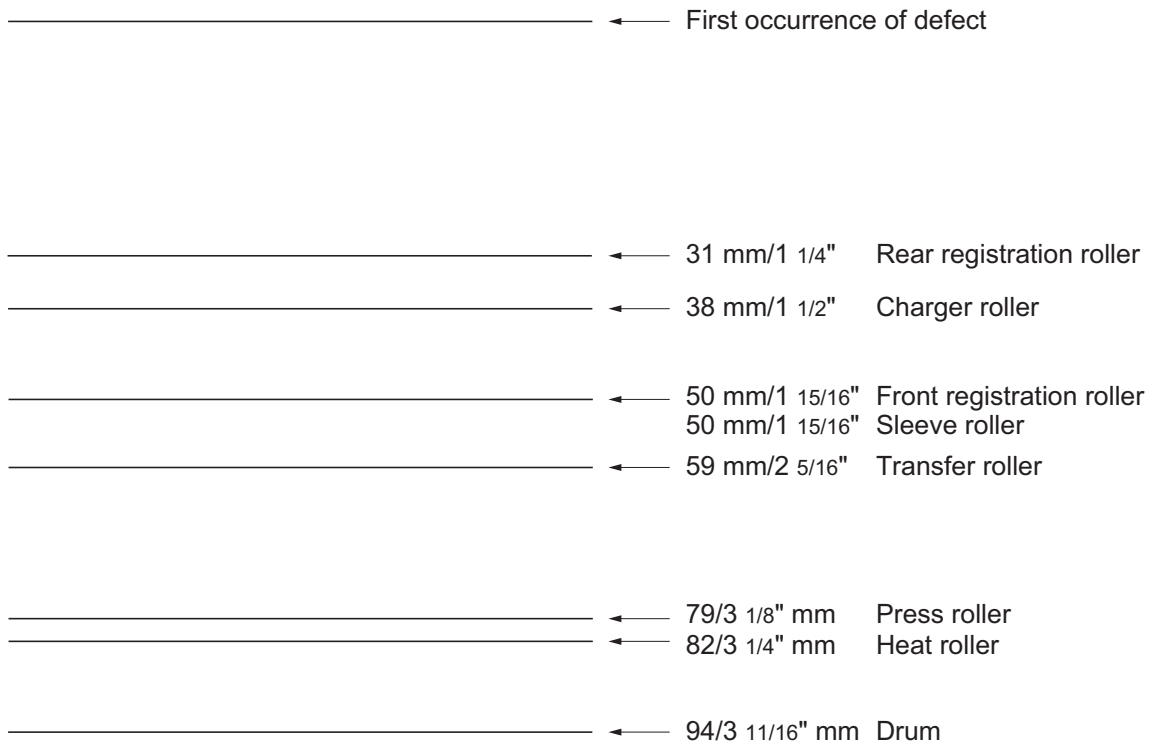 First occurrence of defect
31 mm/1 1/4" Rear registration roller
38 mm/1 1/2" Charger roller
50 mm/1 15/16" Front registration roller
50 mm/1 15/16" Sleeve roller
59 mm/2 5/16" Transfer roller
79/3 1/8" mm Press roller
82/3 1/4" mm Heat roller
94/3 11/16" mm Drum